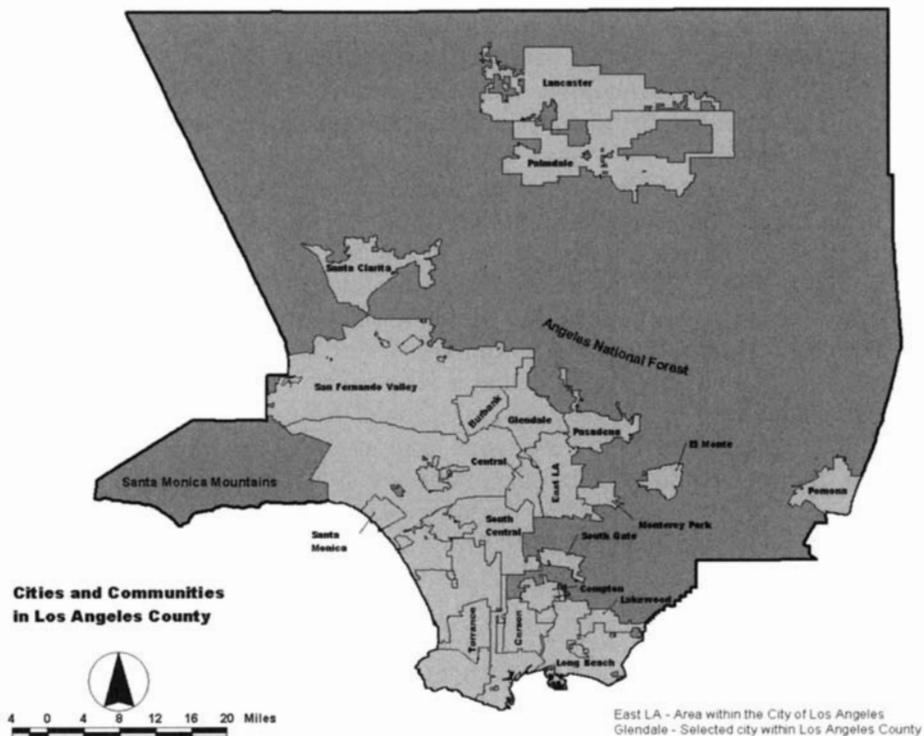 Lancaster
Palmdale
Santa Clarita
Angeles National Forest
San Fernando Valley
Burbank
Glendale
Pasadena
El Monte
Central
East LA
Santa Monica Mountains
Pomona
Monterey Park
South
Central
South Gate
Santa
Monica
Compton
Lakewood
Cities and Communities
in Los Angeles County
Torrance
Carson
Long Beach
4 0 4 8 12 16 20 Miles
East LA - Area within the City of Los Angeles
Glendale - Selected city within Los Angeles County